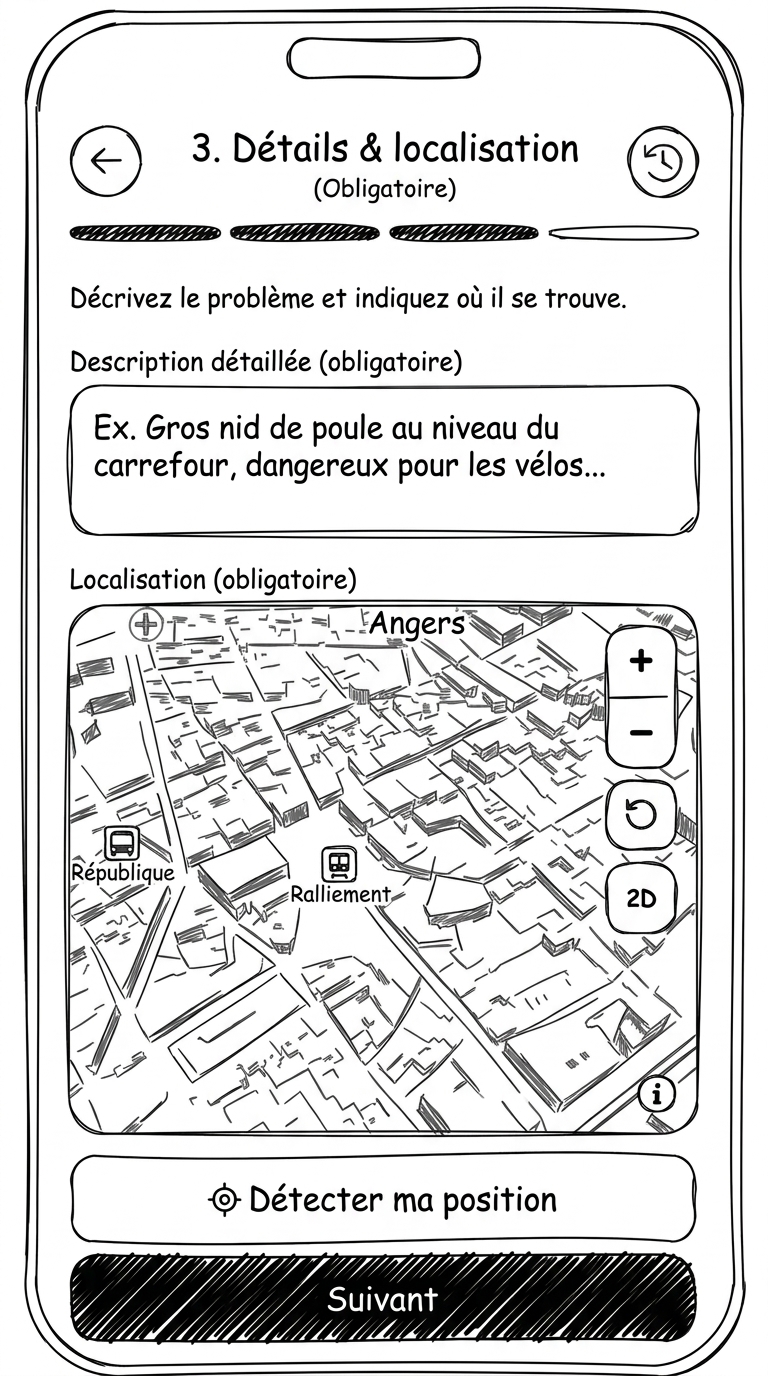 3. Détails & localisation
(Obligatoire)
Décrivez le problème et indiquez où il se trouve.
Description détaillée (obligatoire)
Ex. Gros nid de poule au niveau du
carrefour, dangereux pour les vélos...
Localisation (obligatoire)
Angers
+
−
République
Ralliement
2D
i
Détecter ma position
Suivant